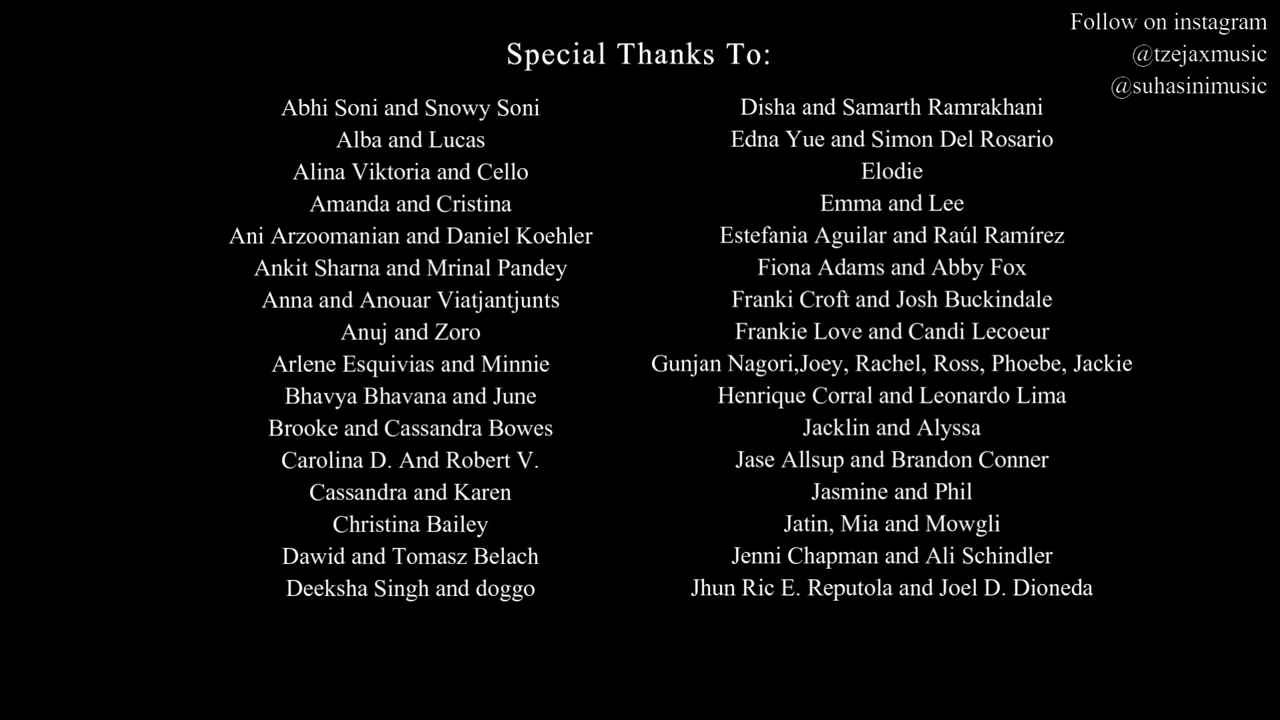 Follow on instagram
@tzejaxmusic
@suhasinimusic
Special Thanks To:
Abhi Soni and Snowy Soni
Alba and Lucas
Alina Viktoria and Cello
Amanda and Cristina
Ani Arzoomanian and Daniel Koehler
Ankit Sharna and Mrinal Pandey
Anna and Anouar Viatjantjunts
Anuj and Zoro
Arlene Esquivias and Minnie
Bhavya Bhavana and June
Brooke and Cassandra Bowes
Carolina D. And Robert V.
Cassandra and Karen
Christina Bailey
Dawid and Tomasz Belach
Deeksha Singh and doggo
Disha and Samarth Ramrakhani
Edna Yue and Simon Del Rosario
Elodie
Emma and Lee
Estefania Aguilar and Raúl Ramírez
Fiona Adams and Abby Fox
Franki Croft and Josh Buckindale
Frankie Love and Candi Lecoeur
Gunjan Nagori,Joey, Rachel, Ross, Phoebe, Jackie
Henrique Corral and Leonardo Lima
Jacklin and Alyssa
Jase Allsup and Brandon Conner
Jasmine and Phil
Jatin, Mia and Mowgli
Jenni Chapman and Ali Schindler
Jhun Ric E. Reputola and Joel D. Dioneda